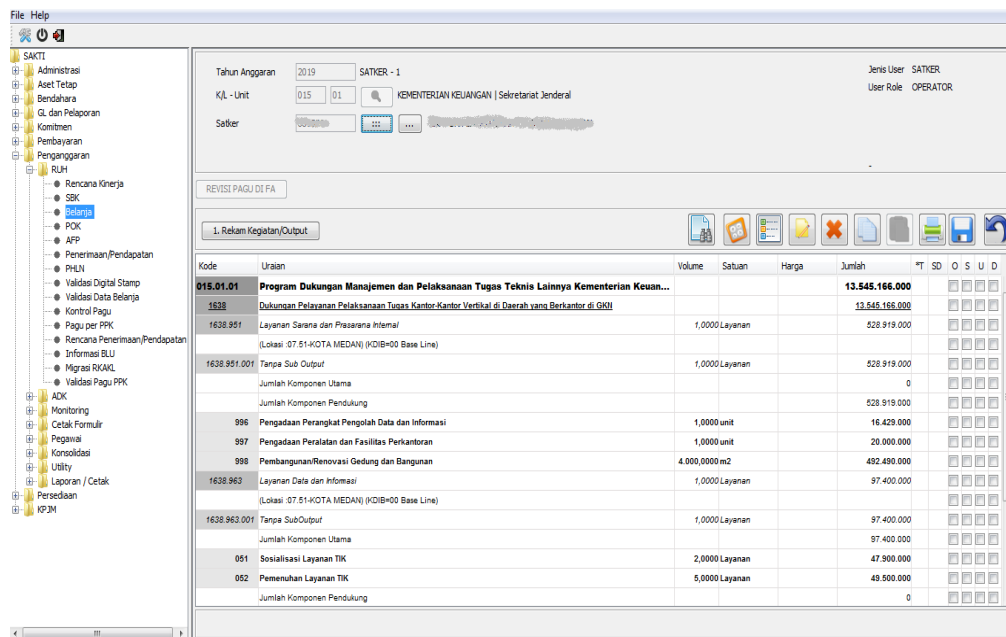 File Help
SAKTI
Administrasi
Aset Tetap
Bendahara
GL dan Pelaporan
Komitmen
Pembayaran
Penganggaran
RUH
Rencana Kinerja
SBK
Belanja
POK
AFP
Penerimaan/Pendapatan
PHLN
Validasi Digital Stamp
Validasi Data Belanja
Kontrol Pagu
Pagu per PPK
Rencana Penerimaan/Pendapatan
Informasi BLU
Migrasi RKAKL
Validasi Pagu PPK
ADK
Monitoring
Cetak Formulir
Pegawai
Konsolidasi
Utility
Laporan / Cetak
Persediaan
KPJM
Tahun Anggaran 2019 SATKER - 1 Jenis User SATKER
K/L - Unit 015 01 KEMENTERIAN KEUANGAN | Sekretariat Jenderal User Role OPERATOR
Satker ::: ...
-
REVISI PAGU DI FA
1. Rekam Kegiatan/Output
Kode Uraian Volume Satuan Harga Jumlah *T SD O S U D
015.01.01 Program Dukungan Manajemen dan Pelaksanaan Tugas Teknis Lainnya Kementerian Keuan... 13.545.166.000
1638 Dukungan Pelayanan Pelaksanaan Tugas Kantor-Kantor Vertikal di Daerah yang Berkantor di GKN 13.545.166.000
1638.951 Layanan Sarana dan Prasarana Internal 1,0000 Layanan 528.919.000
(Lokasi :07.51-KOTA MEDAN) (KDIB=00 Base Line)
1638.951.001 Tanpa Sub Output 1,0000 Layanan 528.919.000
Jumlah Komponen Utama 0
Jumlah Komponen Pendukung 528.919.000
996 Pengadaan Perangkat Pengolah Data dan Informasi 1,0000 unit 16.429.000
997 Pengadaan Peralatan dan Fasilitas Perkantoran 1,0000 unit 20.000.000
998 Pembangunan/Renovasi Gedung dan Bangunan 4.000,0000 m2 492.490.000
1638.963 Layanan Data dan Informasi 1,0000 Layanan 97.400.000
(Lokasi :07.51-KOTA MEDAN) (KDIB=00 Base Line)
1638.963.001 Tanpa SubOutput 1,0000 Layanan 97.400.000
Jumlah Komponen Utama 97.400.000
051 Sosialisasi Layanan TIK 2,0000 Layanan 47.900.000
052 Pemenuhan Layanan TIK 5,0000 Layanan 49.500.000
Jumlah Komponen Pendukung 0